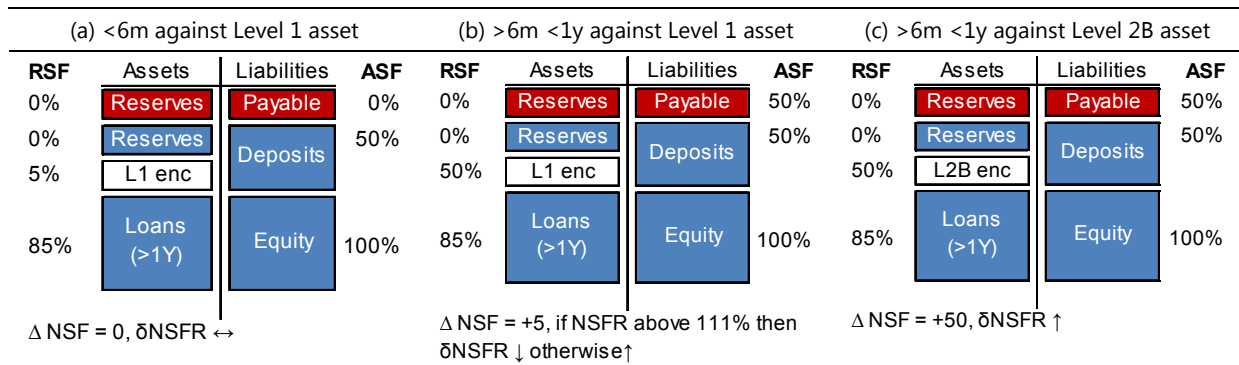 (a) <6m against Level 1 asset
RSF Assets Liabilities ASF
0% Reserves Payable 0%
0% Reserves Deposits 50%
5% L1 enc
85% Loans (>1Y) Equity 100%
Δ NSF = 0, δNSFR ↔
(b) >6m <1y against Level 1 asset
RSF Assets Liabilities ASF
0% Reserves Payable 50%
0% Reserves Deposits 50%
50% L1 enc
85% Loans (>1Y) Equity 100%
Δ NSF = +5, if NSFR above 111% then
δNSFR ↓ otherwise↑
(c) >6m <1y against Level 2B asset
RSF Assets Liabilities ASF
0% Reserves Payable 50%
0% Reserves Deposits 50%
50% L2B enc
85% Loans (>1Y) Equity 100%
Δ NSF = +50, δNSFR ↑